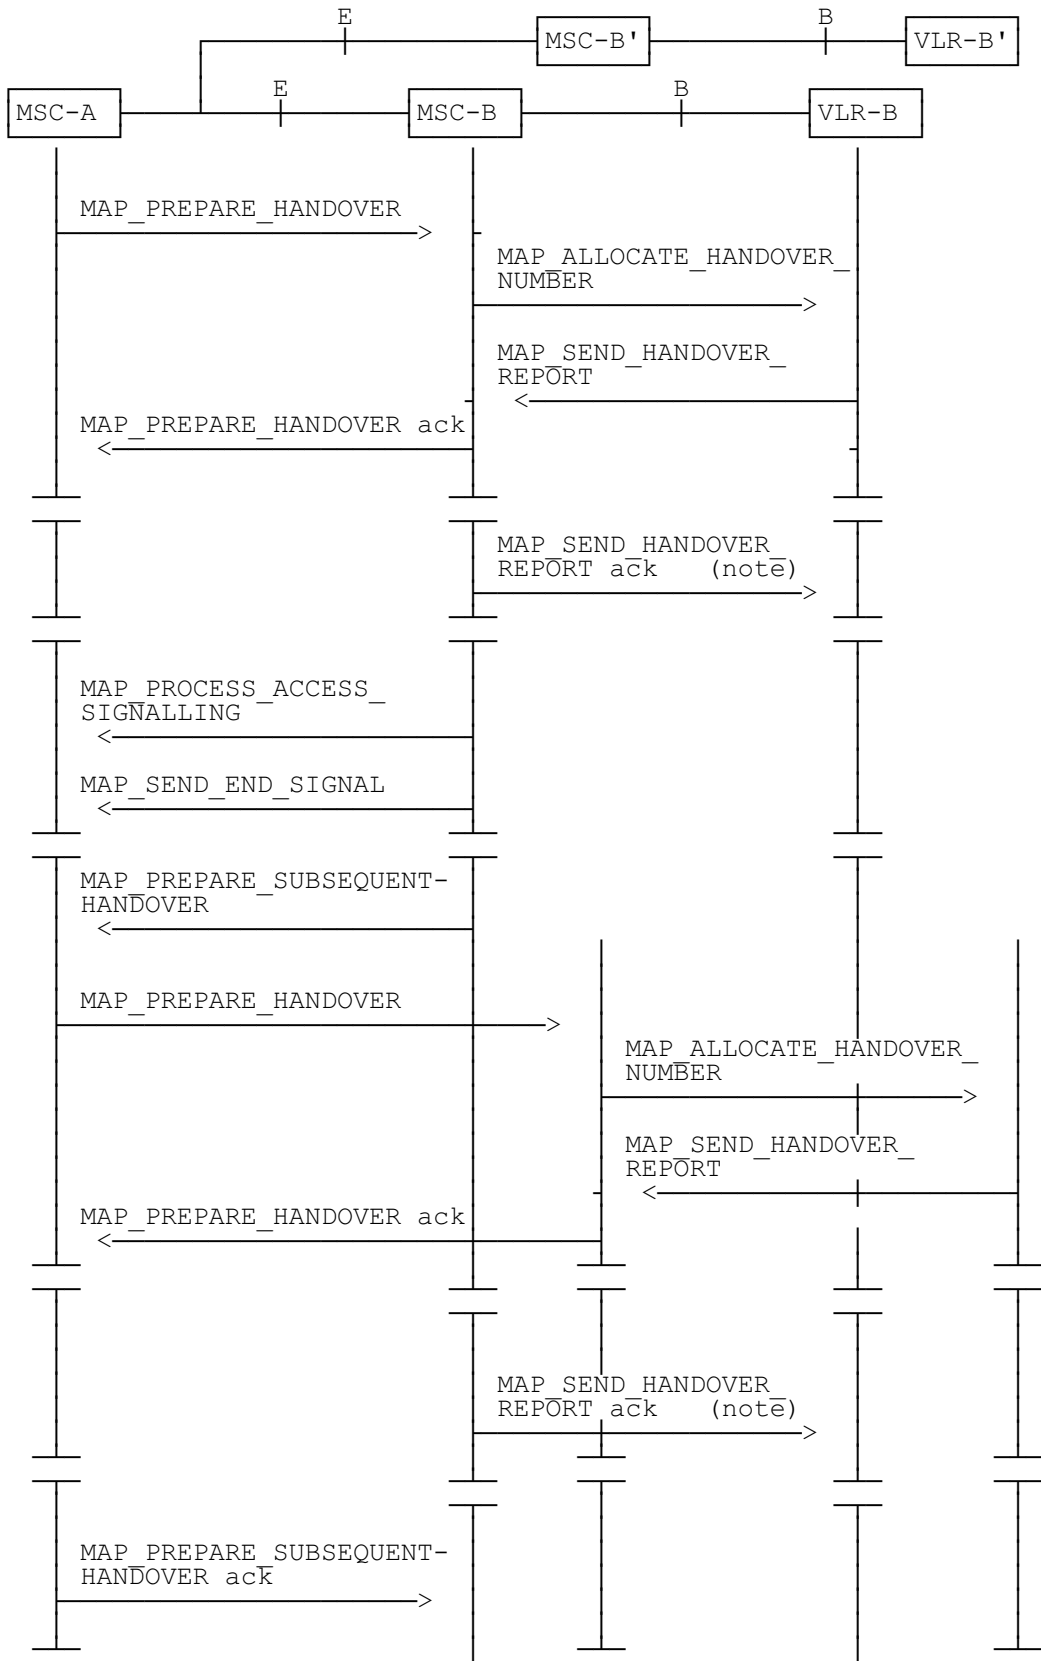 E B
MSC-B' VLR-B'
E B
MSC-A MSC-B VLR-B
MAP_PREPARE_HANDOVER
MAP_ALLOCATE_HANDOVER_
NUMBER
MAP_SEND_HANDOVER_
REPORT
MAP_PREPARE_HANDOVER ack
MAP_SEND_HANDOVER_
REPORT ack (note)
MAP_PROCESS_ACCESS_
SIGNALLING
MAP_SEND_END_SIGNAL
MAP_PREPARE_SUBSEQUENT-
HANDOVER
MAP_PREPARE_HANDOVER
MAP_ALLOCATE_HANDOVER_
NUMBER
MAP_SEND_HANDOVER_
REPORT
MAP_PREPARE_HANDOVER ack
MAP_SEND_HANDOVER_
REPORT ack (note)
MAP_PREPARE_SUBSEQUENT-
HANDOVER ack